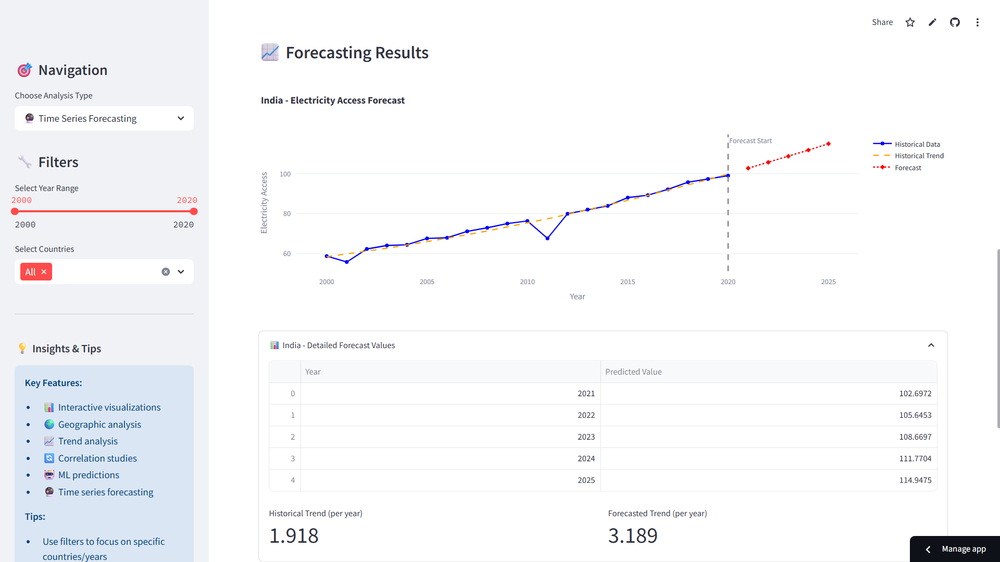 Share
Navigation
Choose Analysis Type
Time Series Forecasting
Filters
Select Year Range
2000 2020
2000 2020
Select Countries
All
Insights & Tips
Key Features:
• Interactive visualizations
• Geographic analysis
• Trend analysis
• Correlation studies
• ML predictions
• Time series forecasting
Tips:
• Use filters to focus on specific
countries/years
Forecasting Results
India - Electricity Access Forecast
Forecast Start
Historical Data
Historical Trend
Forecast
Electricity Access
100
80
60
2000 2005 2010 2015 2020 2025
Year
India - Detailed Forecast Values
Year Predicted Value
0 2021 102.6972
1 2022 105.6453
2 2023 108.6697
3 2024 111.7704
4 2025 114.9475
Historical Trend (per year) Forecasted Trend (per year)
1.918 3.189
Manage app